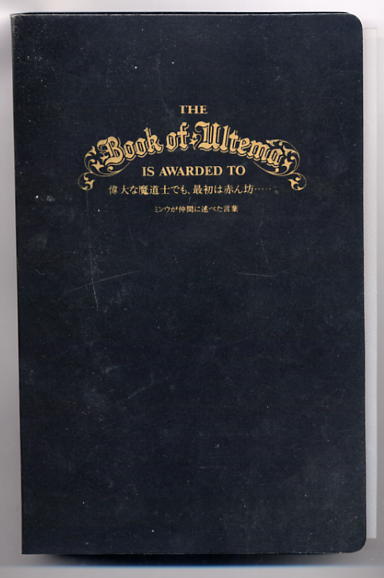 THE
Book of Ultema
IS AWARDED TO
偉大な魔道士でも、最初は赤ん坊‥‥‥
ミンウが仲間に述べた言葉